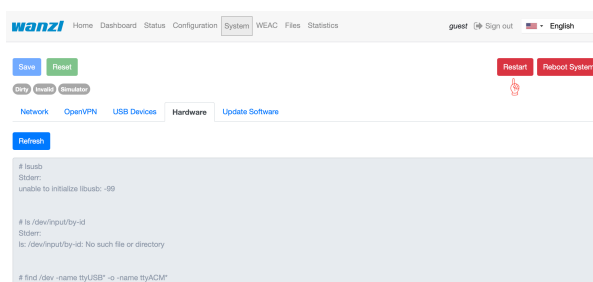 wanzl Home Dashboard Status Configuration System WEAC Files Statistics guest Sign out English
Save Reset Restart Reboot System
Dirty Invalid Simulator
Network OpenVPN USB Devices Hardware Update Software
Refresh
# lsusb
Stderr:
unable to initialize libusb: -99
# ls /dev/input/by-id
Stderr:
ls: /dev/input/by-id: No such file or directory
# find /dev -name ttyUSB* -o -name ttyACM*